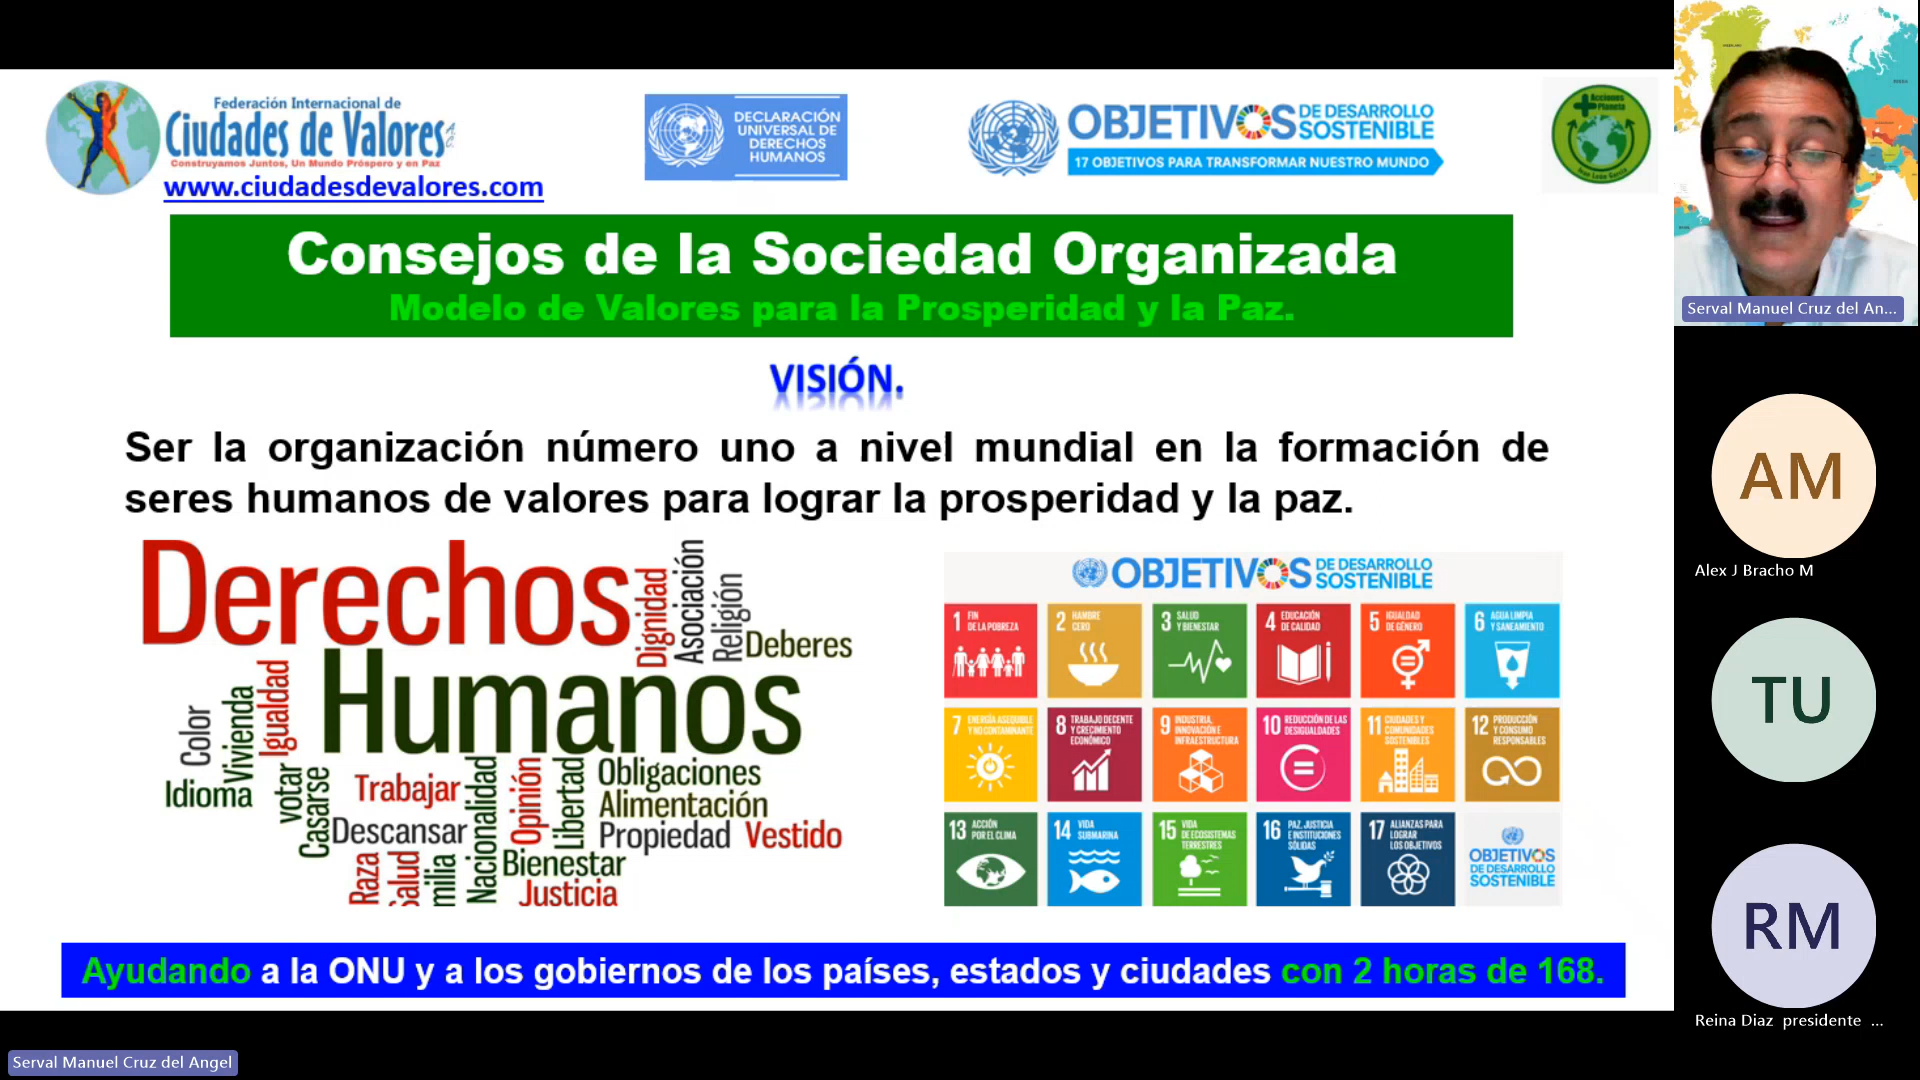 Federación Internacional de
Ciudades de Valores A.C.
Construyamos Juntos, Un Mundo Próspero y en Paz
www.ciudadesdevalores.com
DECLARACIÓN
UNIVERSAL DE
DERECHOS
HUMANOS
OBJETIVOS DE DESARROLLO
SOSTENIBLE
17 OBJETIVOS PARA TRANSFORMAR NUESTRO MUNDO
+ Acciones
Planeta
Juan León García
Consejos de la Sociedad Organizada
Modelo de Valores para la Prosperidad y la Paz.
VISIÓN.
Ser la organización número uno a nivel mundial en la formación de
seres humanos de valores para lograr la prosperidad y la paz.
Derechos
Dignidad
Asociación
Religión
Deberes
Humanos
Color
Vivienda
Igualdad
Idioma
votar
Casarse
Trabajar
Descansar
Nacionalidad
Opinión
Libertad
Obligaciones
Alimentación
Propiedad
Vestido
Raza
Salud
milia
Bienestar
Justicia
OBJETIVOS DE DESARROLLO
SOSTENIBLE
1 FIN
DE LA POBREZA
2 HAMBRE
CERO
3 SALUD
Y BIENESTAR
4 EDUCACIÓN
DE CALIDAD
5 IGUALDAD
DE GÉNERO
6 AGUA LIMPIA
Y SANEAMIENTO
7 ENERGÍA ASEQUIBLE
Y NO CONTAMINANTE
8 TRABAJO DECENTE
Y CRECIMIENTO
ECONÓMICO
9 INDUSTRIA,
INNOVACIÓN E
INFRAESTRUCTURA
10 REDUCCIÓN DE LAS
DESIGUALDADES
11 CIUDADES Y
COMUNIDADES
SOSTENIBLES
12 PRODUCCIÓN
Y CONSUMO
RESPONSABLES
13 ACCIÓN
POR EL CLIMA
14 VIDA
SUBMARINA
15 VIDA
DE ECOSISTEMAS
TERRESTRES
16 PAZ, JUSTICIA
E INSTITUCIONES
SÓLIDAS
17 ALIANZAS PARA
LOGRAR
LOS OBJETIVOS
OBJETIVOS
DE DESARROLLO
SOSTENIBLE
Ayudando a la ONU y a los gobiernos de los países, estados y ciudades con 2 horas de 168.
Serval Manuel Cruz del An...
AM
Alex J Bracho M
TU
RM
Reina Diaz presidente ...
Serval Manuel Cruz del Angel